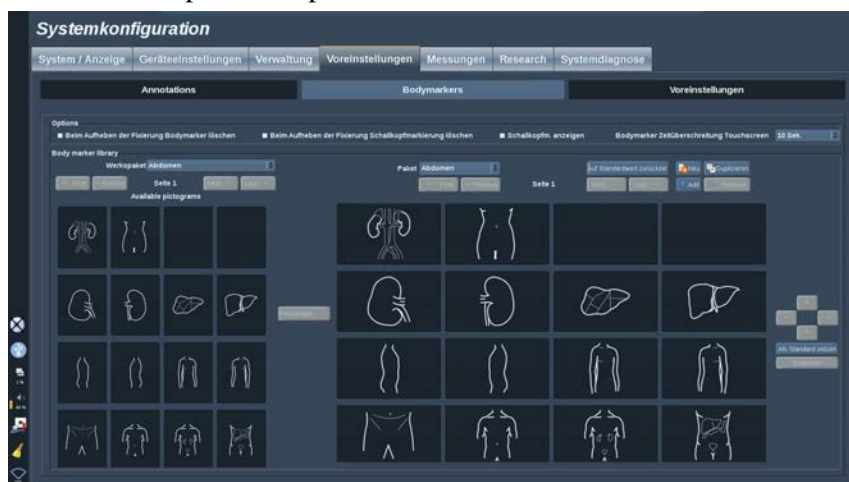 Systemkonfiguration
System / Anzeige Geräteeinstellungen Verwaltung Voreinstellungen Messungen Research Systemdiagnose
Annotations Bodymarkers Voreinstellungen
Options
Beim Aufheben der Fixierung Bodymarker löschen Beim Aufheben der Fixierung Schallkopfmarkierung löschen Schallkopfm. anzeigen Bodymarker Zeitüberschreitung Touchscreen 10 Sek.
Body marker library
Werkspaket Abdomen Paket Abdomen Auf Standardwert zurückset Neu Duplizieren
Seite 1 Seite 1 Add
Available pictograms
Als Standard setzen